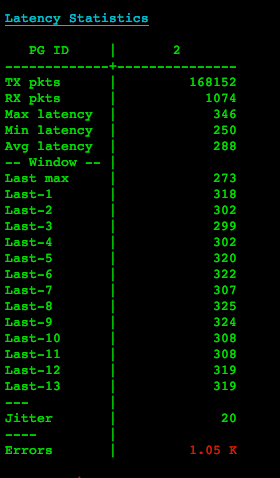 Latency Statistics
PG ID | 2
-------------+---------------
TX pkts | 168152
RX pkts | 1074
Max latency | 346
Min latency | 250
Avg latency | 288
-- Window -- |
Last max | 273
Last-1 | 318
Last-2 | 302
Last-3 | 299
Last-4 | 302
Last-5 | 320
Last-6 | 322
Last-7 | 307
Last-8 | 325
Last-9 | 324
Last-10 | 308
Last-11 | 308
Last-12 | 319
Last-13 | 319
--- |
Jitter | 20
---- |
Errors | 1.05 K